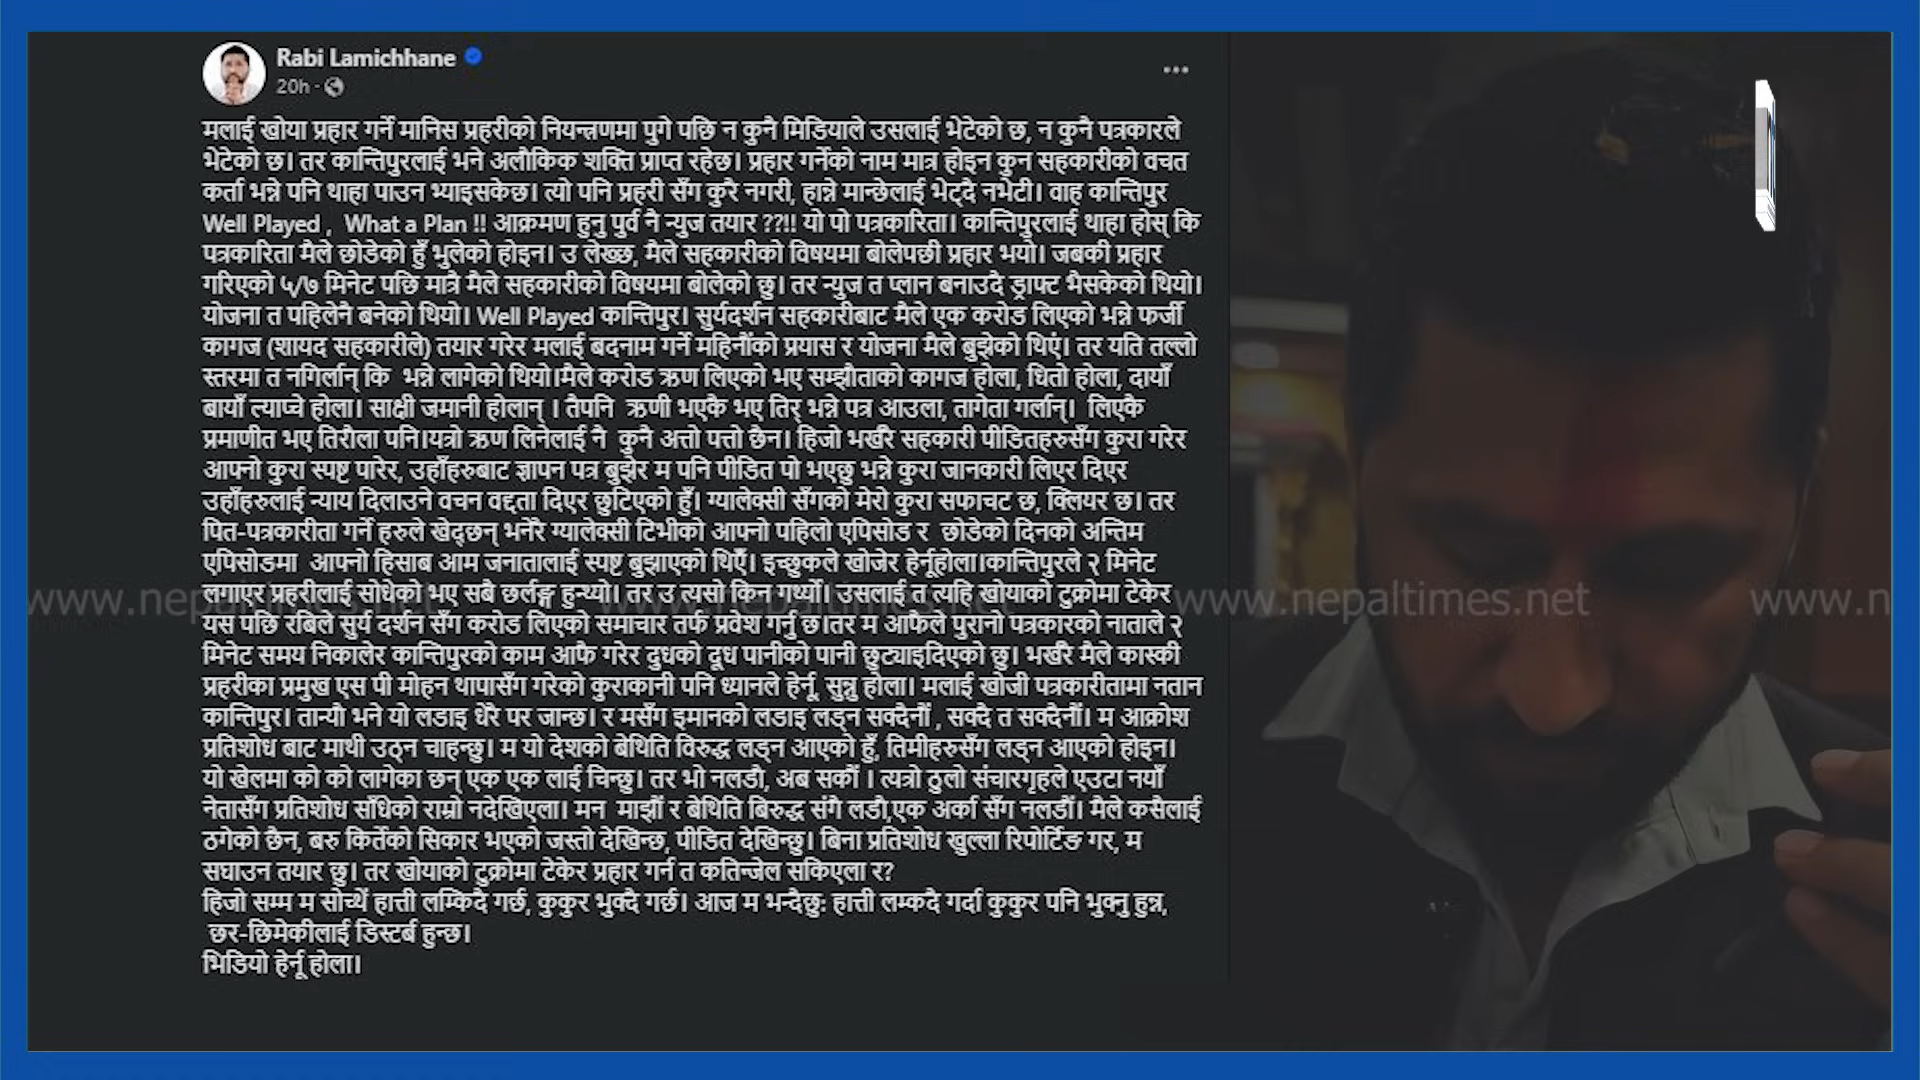 Rabi Lamichhane
20h ·
मलाई खोया प्रहार गर्ने मानिस प्रहरीको नियन्त्रणमा पुगे पछि न कुनै मिडियाले उसलाई भेटेको छ, न कुनै पत्रकारले
भेटेको छ। तर कान्तिपुरलाई भने अलौकिक शक्ति प्राप्त रहेछ। प्रहार गर्नेको नाम मात्र होइन कुन सहकारीको वचत
कर्ता भन्ने पनि थाहा पाउन भ्याइसकेछ। त्यो पनि प्रहरी सँग कुरै नगरी, हान्ने मान्छेलाई भेट्दै नभेटी। वाह कान्तिपुर
Well Played , What a Plan !! आक्रमण हुनु पुर्व नै न्युज तयार ??!! यो पो पत्रकारिता। कान्तिपुरलाई थाहा होस् कि
पत्रकारिता मैले छोडेको हुँ भुलेको होइन। उ लेख्छ, मैले सहकारीको विषयमा बोलेपछी प्रहार भयो। जबकी प्रहार
गरिएको ५/७ मिनेट पछि मात्रै मैले सहकारीको विषयमा बोलेको छु। तर न्युज त प्लान बनाउदै ड्राफ्ट भैसकेको थियो।
योजना त पहिलेनै बनेको थियो। Well Played कान्तिपुर। सुर्यदर्शन सहकारीबाट मैले एक करोड लिएको भन्ने फर्जी
कागज (शायद सहकारीले) तयार गरेर मलाई बदनाम गर्ने महिनौंको प्रयास र योजना मैले बुझेको थिएं। तर यति तल्लो
स्तरमा त नगिर्लान् कि भन्ने लागेको थियो।मैले करोड ऋण लिएको भए सम्झौताको कागज होला, धितो होला, दायाँ
बायाँ त्याप्चे होला। साक्षी जमानी होलान् । तैपनि ऋणी भएकै भए तिर् भन्ने पत्र आउला, तागेता गर्लान्। लिएकै
प्रमाणीत भए तिरौला पनि।यत्रो ऋण लिनेलाई नै कुनै अत्तो पत्तो छैन। हिजो भर्खरै सहकारी पीडितहरुसँग कुरा गरेर
आफ्नो कुरा स्पष्ट पारेर, उहाँहरुबाट ज्ञापन पत्र बुझेर म पनि पीडित पो भएछु भन्ने कुरा जानकारी लिएर दिएर
उहाँहरुलाई न्याय दिलाउने वचन वद्दता दिएर छुटिएको हुँ। ग्यालेक्सी सँगको मेरो कुरा सफाचट छ, क्लियर छ। तर
पित-पत्रकारीता गर्ने हरुले खेद्छन् भनेरै ग्यालेक्सी टिभीको आफ्नो पहिलो एपिसोड र छोडेको दिनको अन्तिम
एपिसोडमा आफ्नो हिसाब आम जनातालाई स्पष्ट बुझाएको थिएँ। इच्छुकले खोजेर हेर्नूहोला।कान्तिपुरले २ मिनेट
लगाएर प्रहरीलाई सोधेको भए सबै छर्लङ्ग हुन्थ्यो। तर उ त्यसो किन गर्थ्यो। उसलाई त त्यहि खोयाको टुक्रोमा टेकेर
यस पछि रबिले सुर्य दर्शन सँग करोड लिएको समाचार तर्फ प्रवेश गर्नु छ।तर म आफैले पुरानो पत्रकारको नाताले २
मिनेट समय निकालेर कान्तिपुरको काम आफै गरेर दुधको दूध पानीको पानी छुट्याइदिएको छु। भर्खरै मैले कास्की
प्रहरीका प्रमुख एस पी मोहन थापासँग गरेको कुराकानी पनि ध्यानले हेर्नू, सुन्नु होला। मलाई खोजी पत्रकारीतामा नतान
कान्तिपुर। तान्यौ भने यो लडाइ धेरै पर जान्छ। र मसँग इमानको लडाइ लड्न सक्दैनौं , सक्दै त सक्दैनौं। म आक्रोश
प्रतिशोध बाट माथी उठ्न चाहन्छु। म यो देशको बेथिति विरुद्ध लड्न आएको हुँ, तिमीहरुसँग लड्न आएको होइन।
यो खेलमा को को लागेका छन् एक एक लाई चिन्छु। तर भो नलडौ, अब सकौं । त्यत्रो ठुलो संचारगृहले एउटा नयाँ
नेतासँग प्रतिशोध साँधेको राम्रो नदेखिएला। मन माझौं र बेथिति बिरुद्ध संगै लडौ,एक अर्का सँग नलडौं। मैले कसैलाई
ठगेको छैन, बरु किर्तेको सिकार भएको जस्तो देखिन्छ, पीडित देखिन्छु। बिना प्रतिशोध खुल्ला रिपोर्टिङ गर, म
सघाउन तयार छु। तर खोयाको टुक्रोमा टेकेर प्रहार गर्न त कतिन्जेल सकिएला र?
हिजो सम्म म सोच्थें हात्ती लम्किदै गर्छ, कुकुर भुक्दै गर्छ। आज म भन्दैछुः हात्ती लम्कदै गर्दा कुकुर पनि भुक्नु हुन्न,
छर-छिमेकीलाई डिस्टर्ब हुन्छ।
भिडियो हेर्नू होला।
www.nepaltimes.net
www.nepaltimes.net
www.n